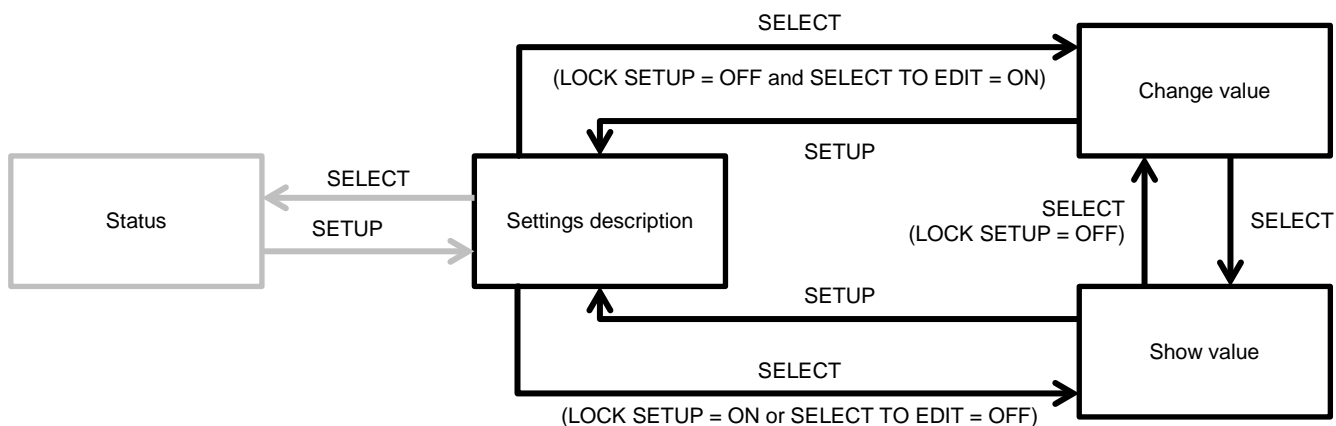 SELECT
(LOCK SETUP = OFF and SELECT TO EDIT = ON)
Change value
SETUP
SELECT
Status
Settings description
SETUP
SELECT
(LOCK SETUP = OFF)
SELECT
SETUP
Show value
SELECT
(LOCK SETUP = ON or SELECT TO EDIT = OFF)